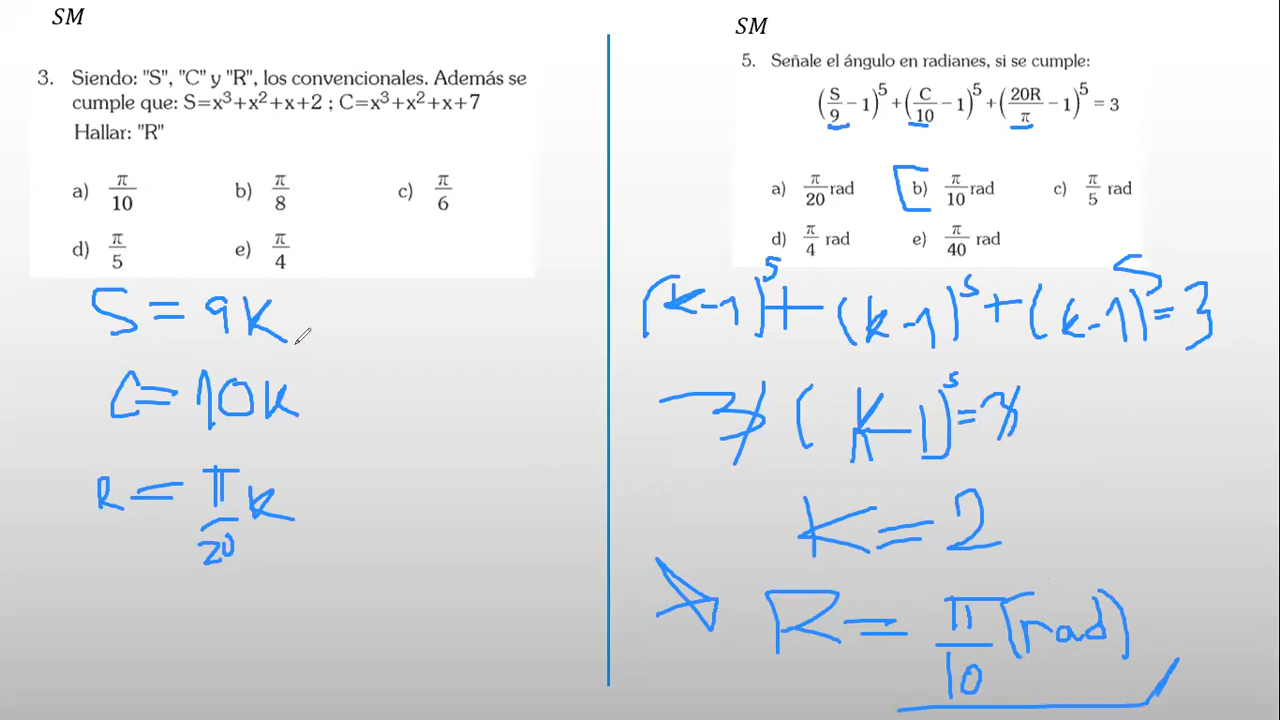 SM
3. Siendo: "S", "C" y "R", los convencionales. Además se
cumple que: S=x³+x²+x+2 ; C=x³+x²+x+7
Hallar: "R"
a) π/10 b) π/8 c) π/6
d) π/5 e) π/4
S = 9K
C = 10K
R = π/20 K
SM
5. Señale el ángulo en radianes, si se cumple:
(S/9 − 1)⁵ + (C/10 − 1)⁵ + (20R/π − 1)⁵ = 3
a) π/20 rad b) π/10 rad c) π/5 rad
d) π/4 rad e) π/40 rad
(k-1)⁵ + (k-1)⁵ + (k-1)⁵ = 3
3 (K-1)⁵ = 3
K = 2
R = π/10 (rad)